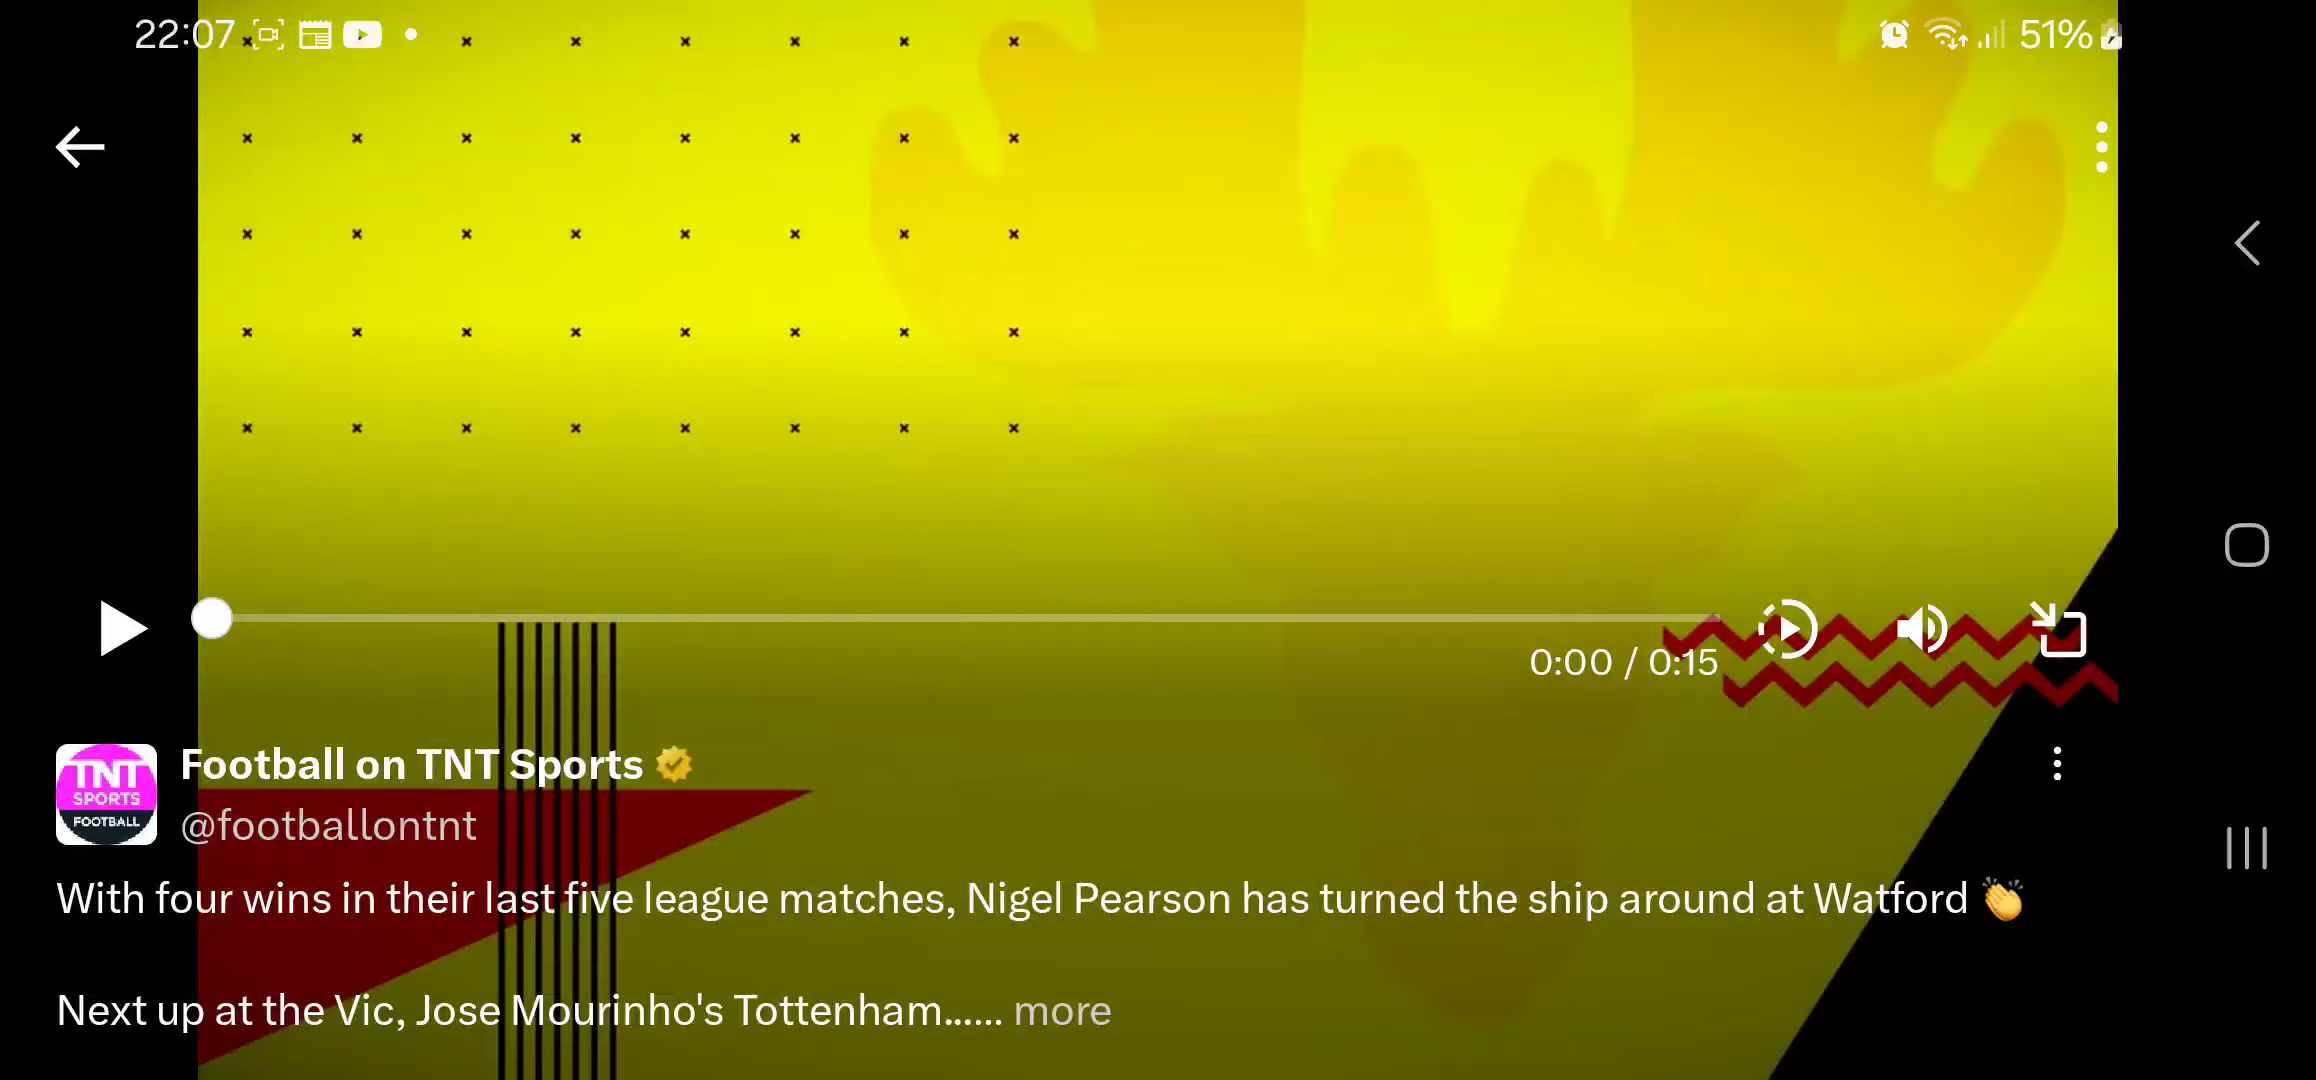 22:07
51%
0:00 / 0:15
TNT
SPORTS
FOOTBALL
Football on TNT Sports
@footballontnt
With four wins in their last five league matches, Nigel Pearson has turned the ship around at Watford 👏
Next up at the Vic, Jose Mourinho's Tottenham...... more